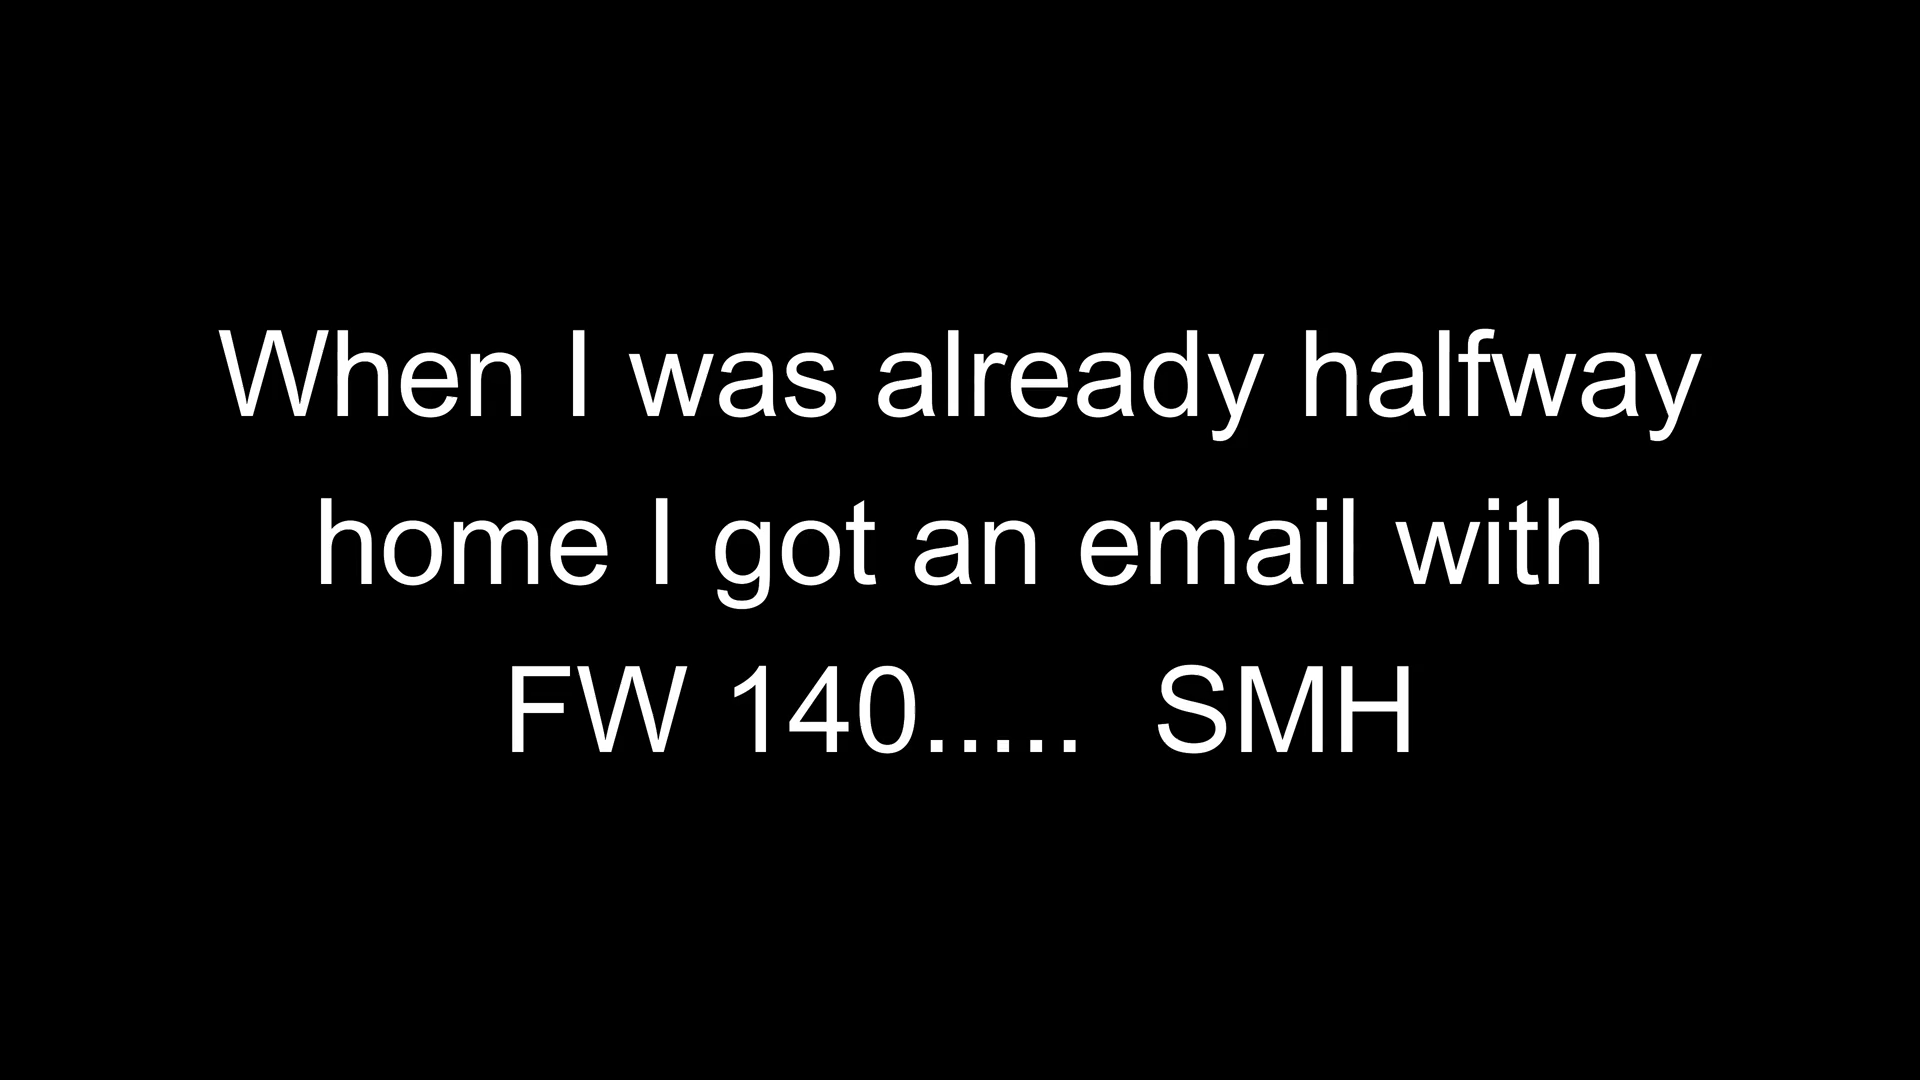 When I was already halfway
home I got an email with
FW 140.....  SMH